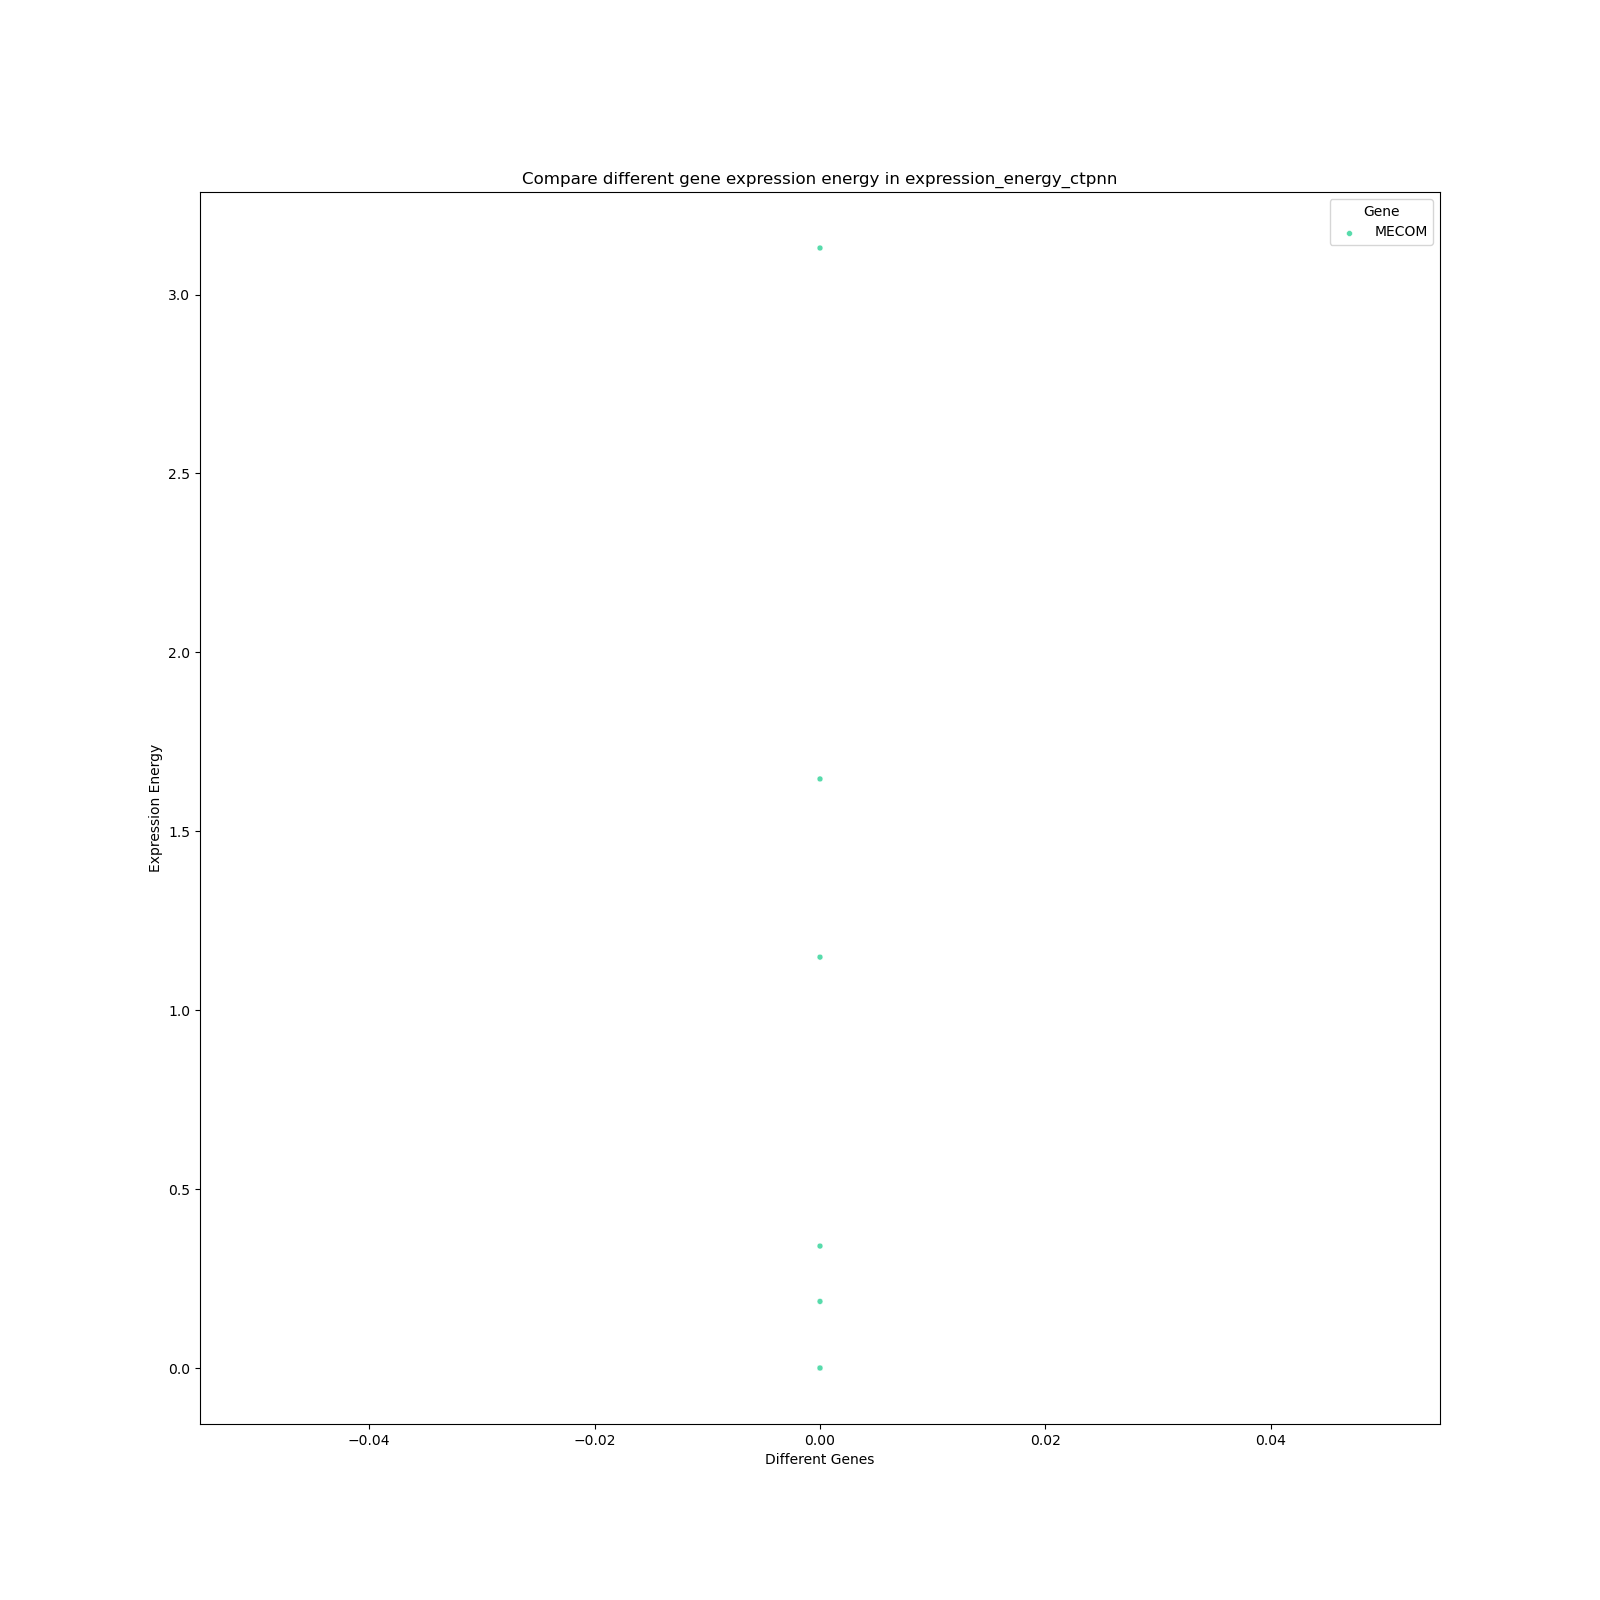 Compare different gene expression energy in expression_energy_ctpnn
Gene
MECOM
3.0
2.5
2.0
1.5
1.0
0.5
0.0
Expression Energy
−0.04
−0.02
0.00
0.02
0.04
Different Genes